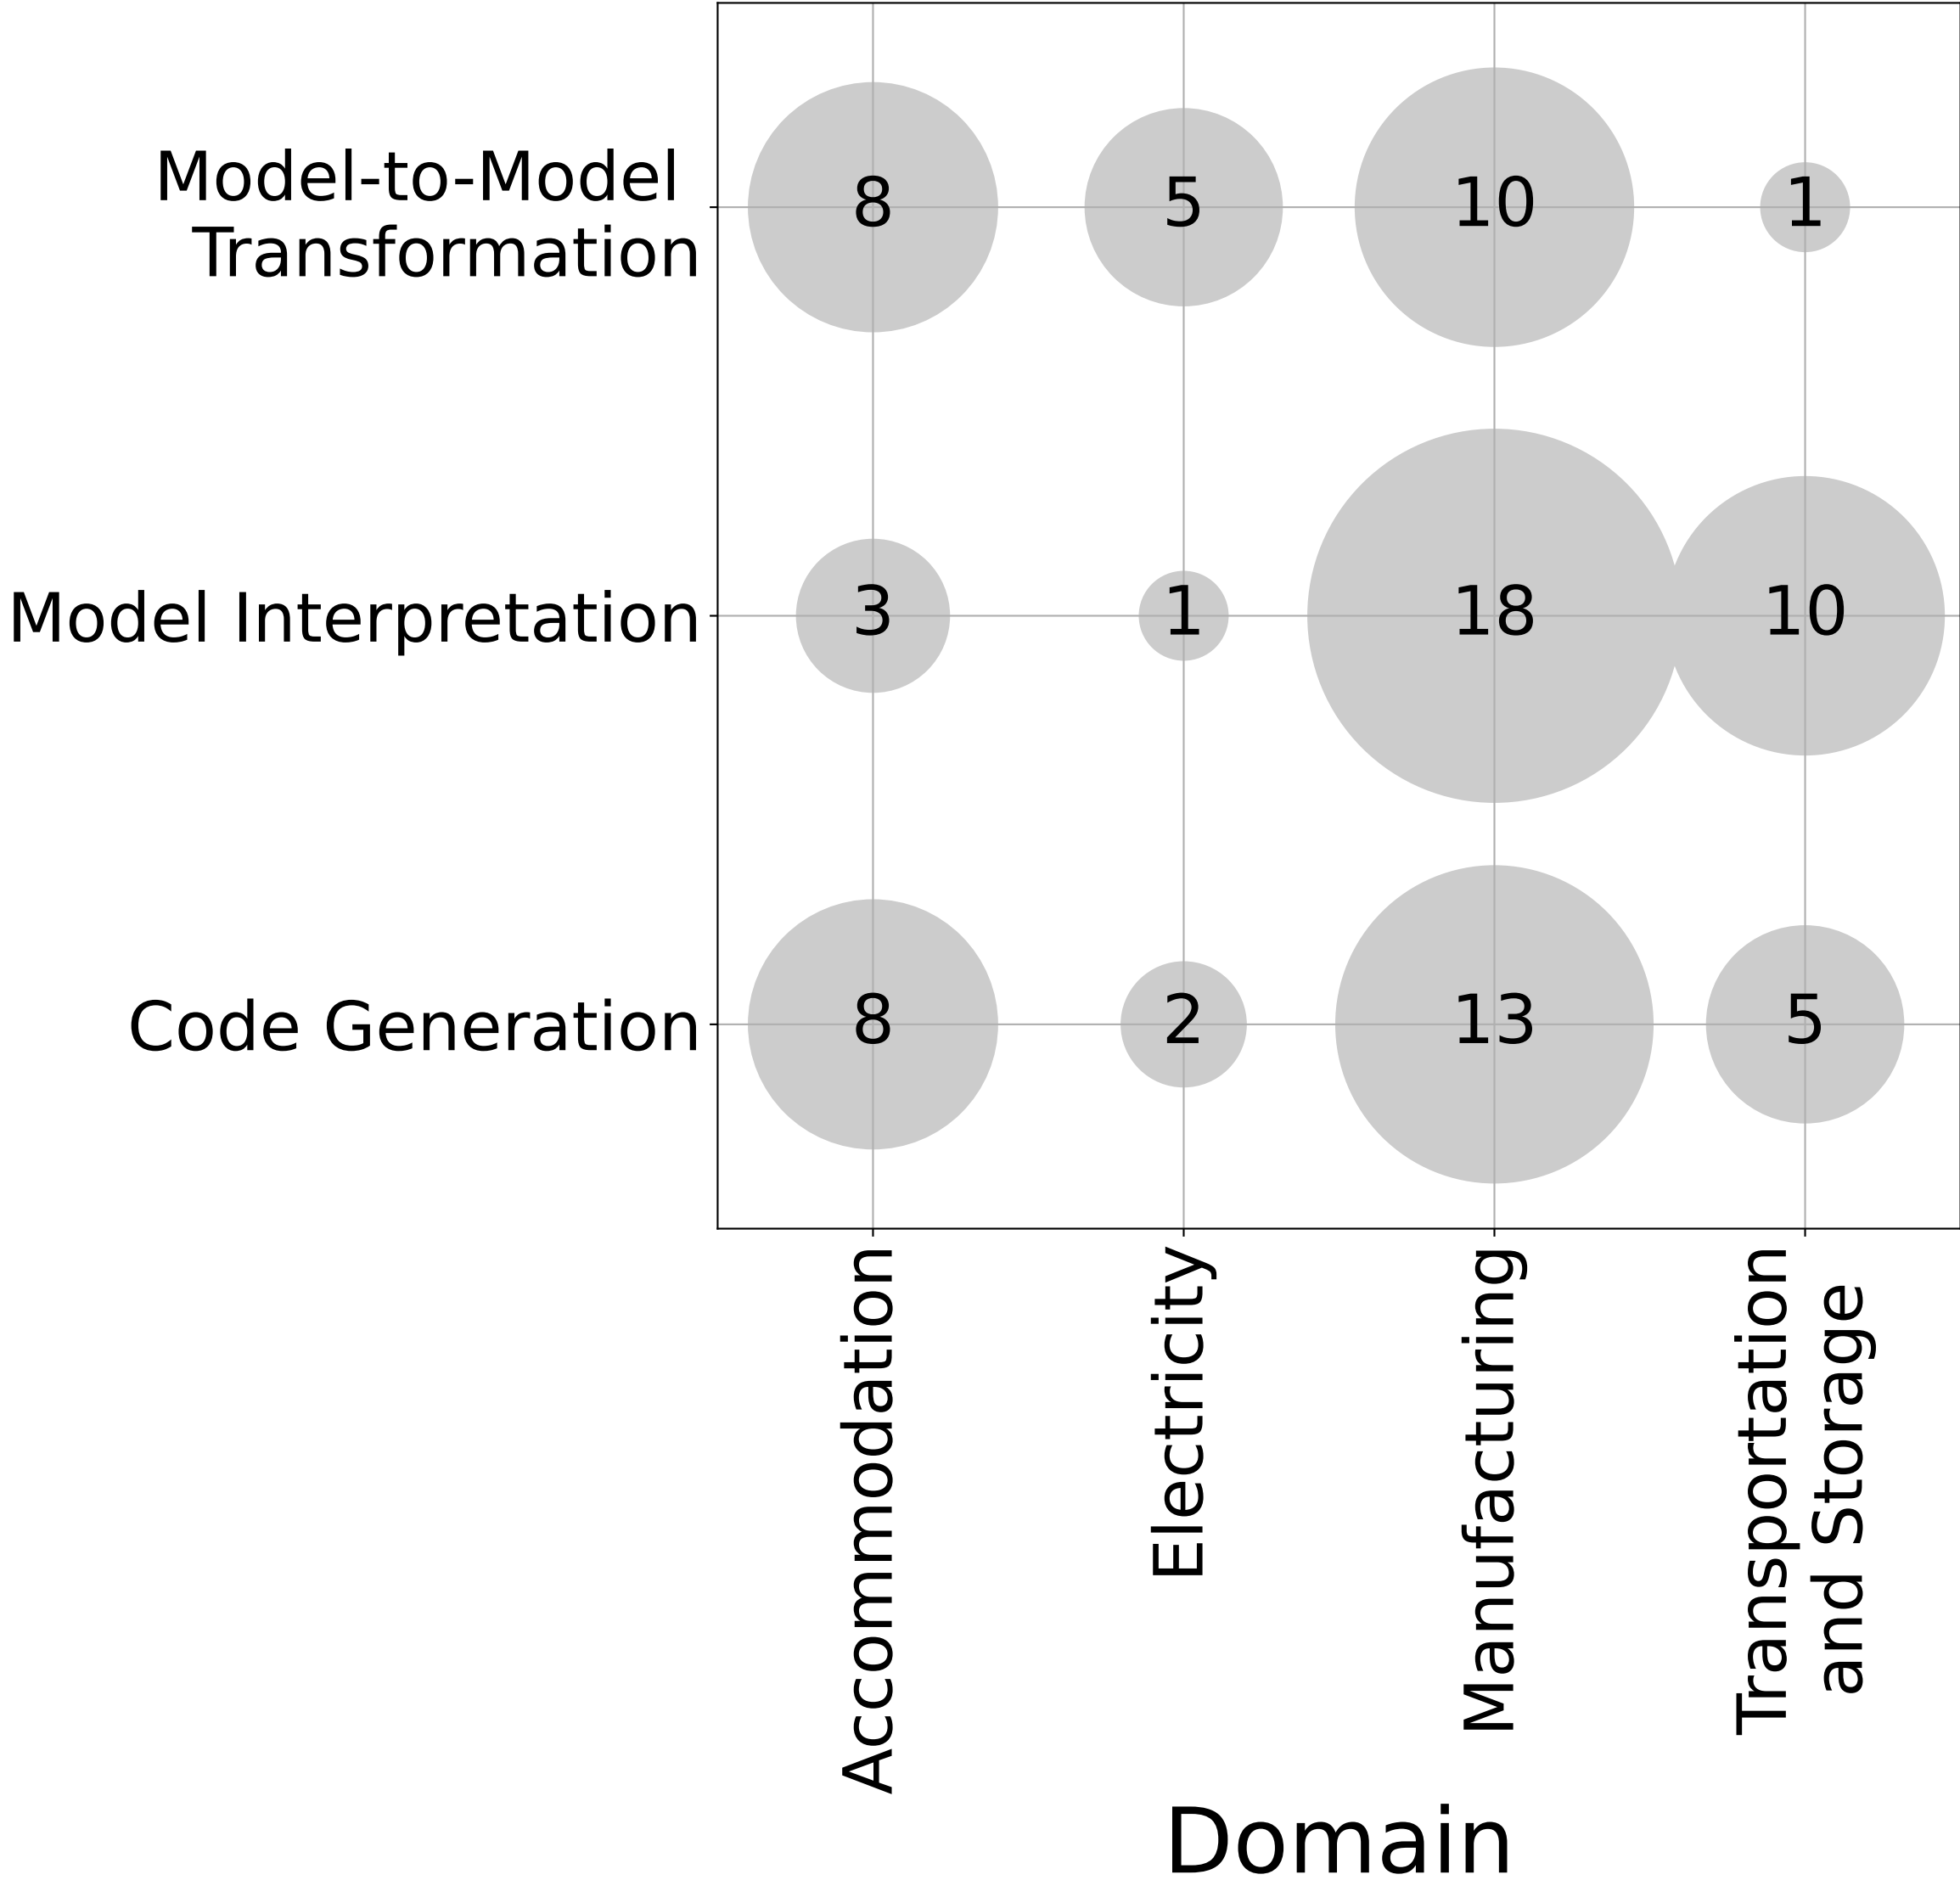 Model-to-Model
Transformation
8 5 10 1
Model Interpretation
3 1 18 10
Code Generation
8 2 13 5
Accommodation
Electricity
Manufacturing
Transportation
and Storage
Domain